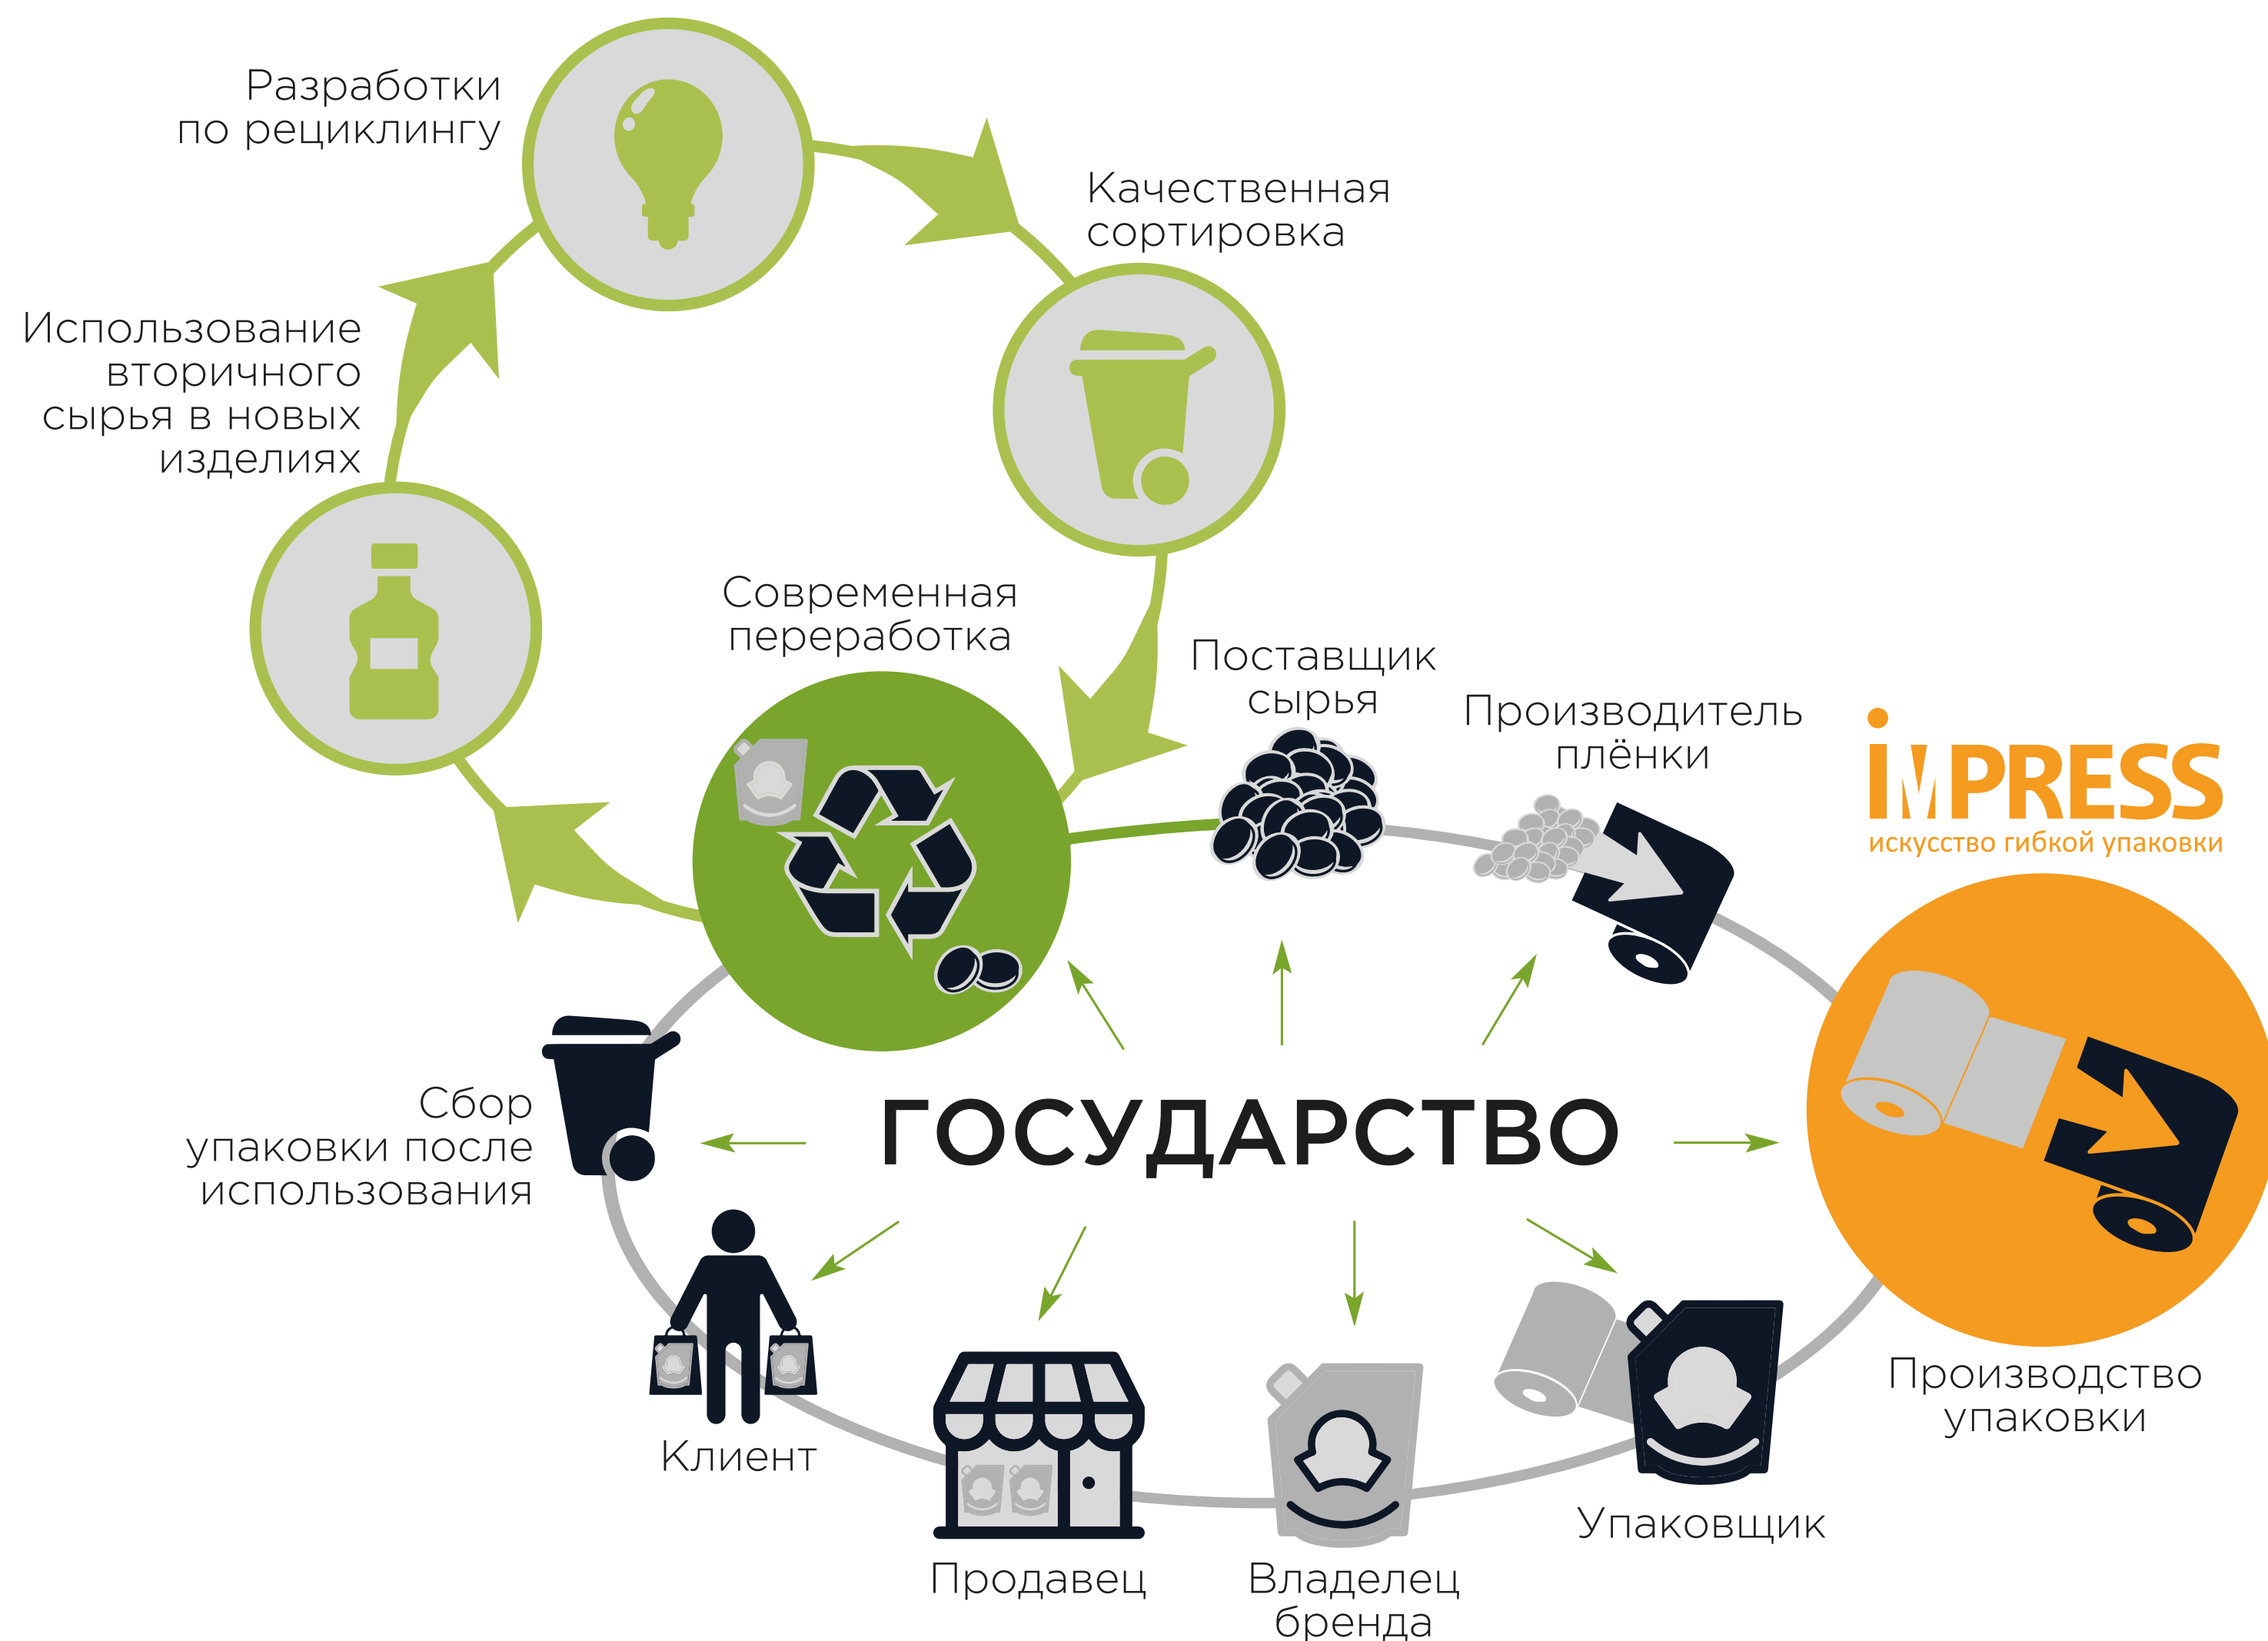 Разработки
по рециклингу
Качественная
сортировка
Использование
вторичного
сырья в новых
изделиях
Современная
переработка
Поставщик
сырья
Производитель
плёнки
iMPRESS
искусство гибкой упаковки
ГОСУДАРСТВО
Сбор
упаковки после
использования
Клиент
Продавец
Владелец
бренда
Упаковщик
Производство
упаковки